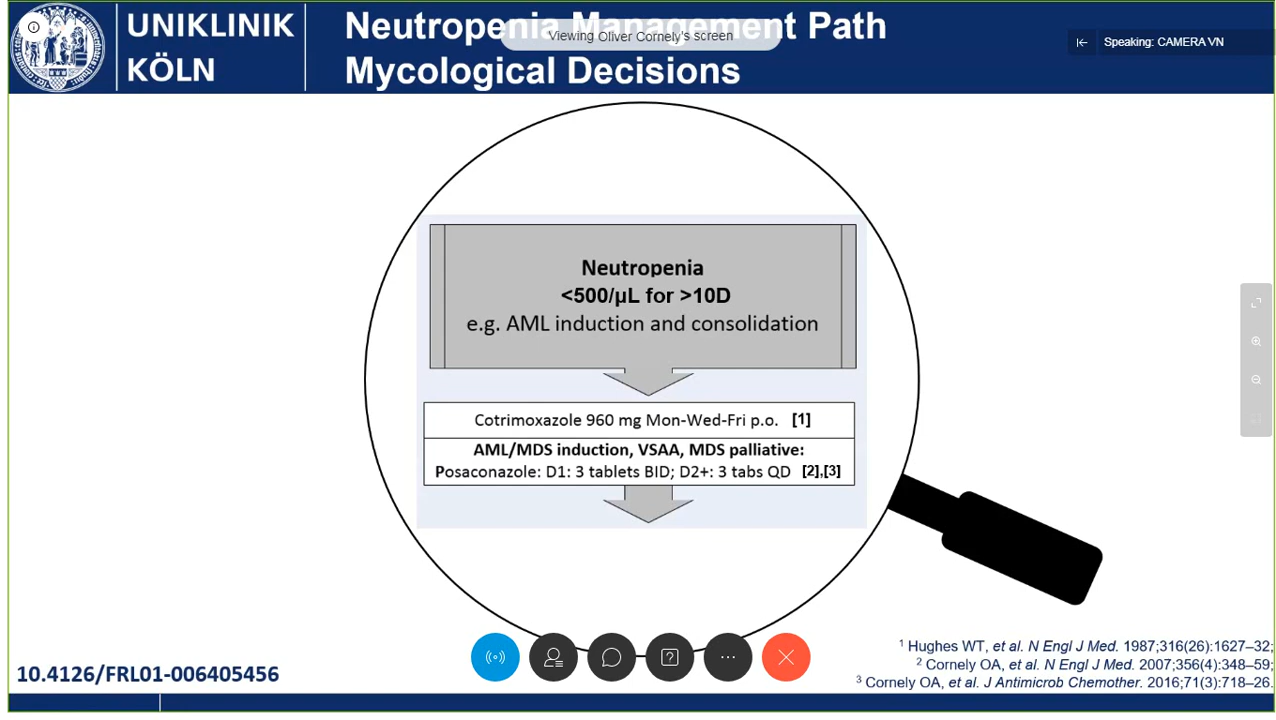 UNIKLINIK
KÖLN
Neutropenia Management Path
Mycological Decisions
Viewing Oliver Cornely's screen
Speaking: CAMERA VN
Neutropenia
<500/µL for >10D
e.g. AML induction and consolidation
Cotrimoxazole 960 mg Mon-Wed-Fri p.o. [1]
AML/MDS induction, VSAA, MDS palliative:
Posaconazole: D1: 3 tablets BID; D2+: 3 tabs QD [2],[3]
10.4126/FRL01-006405456
1 Hughes WT, et al. N Engl J Med. 1987;316(26):1627–32;
2 Cornely OA, et al. N Engl J Med. 2007;356(4):348–59;
3 Cornely OA, et al. J Antimicrob Chemother. 2016;71(3):718–26.